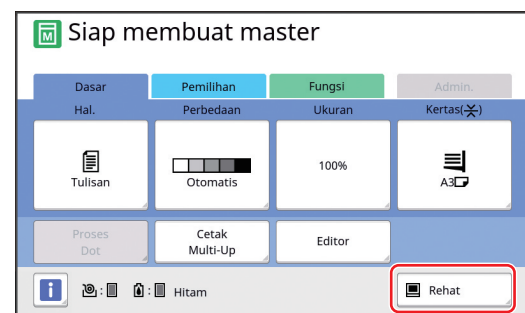 Siap membuat master
Dasar Pemilihan Fungsi Admin.
Hal. Perbedaan Ukuran Kertas( )
Tulisan Otomatis 100% A3
Proses Dot Cetak Multi-Up Editor
i : : Hitam Rehat